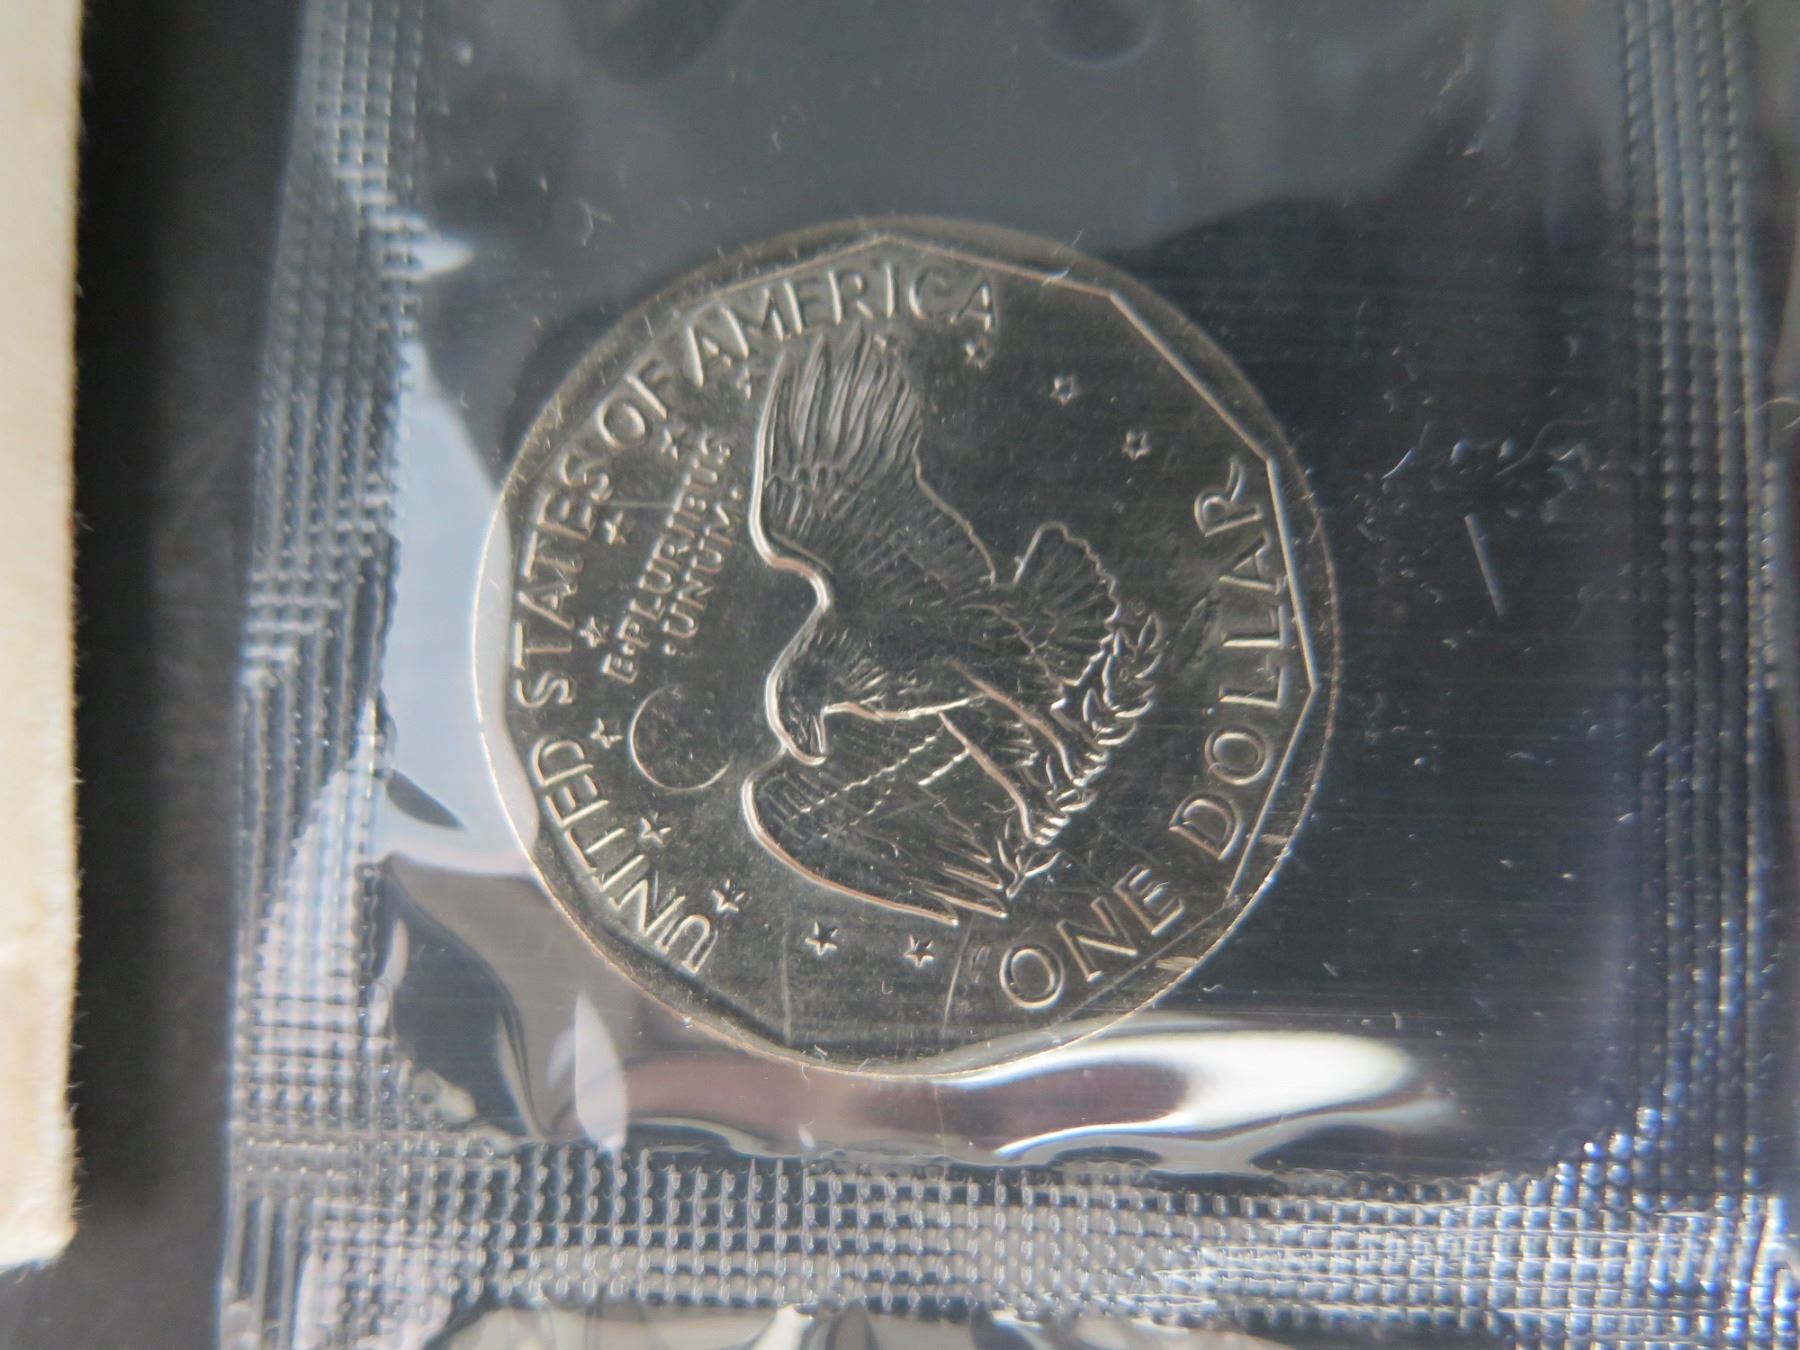 UNITED STATES OF AMERICA
E·PLURIBUS
·UNUM·
ONE DOLLAR